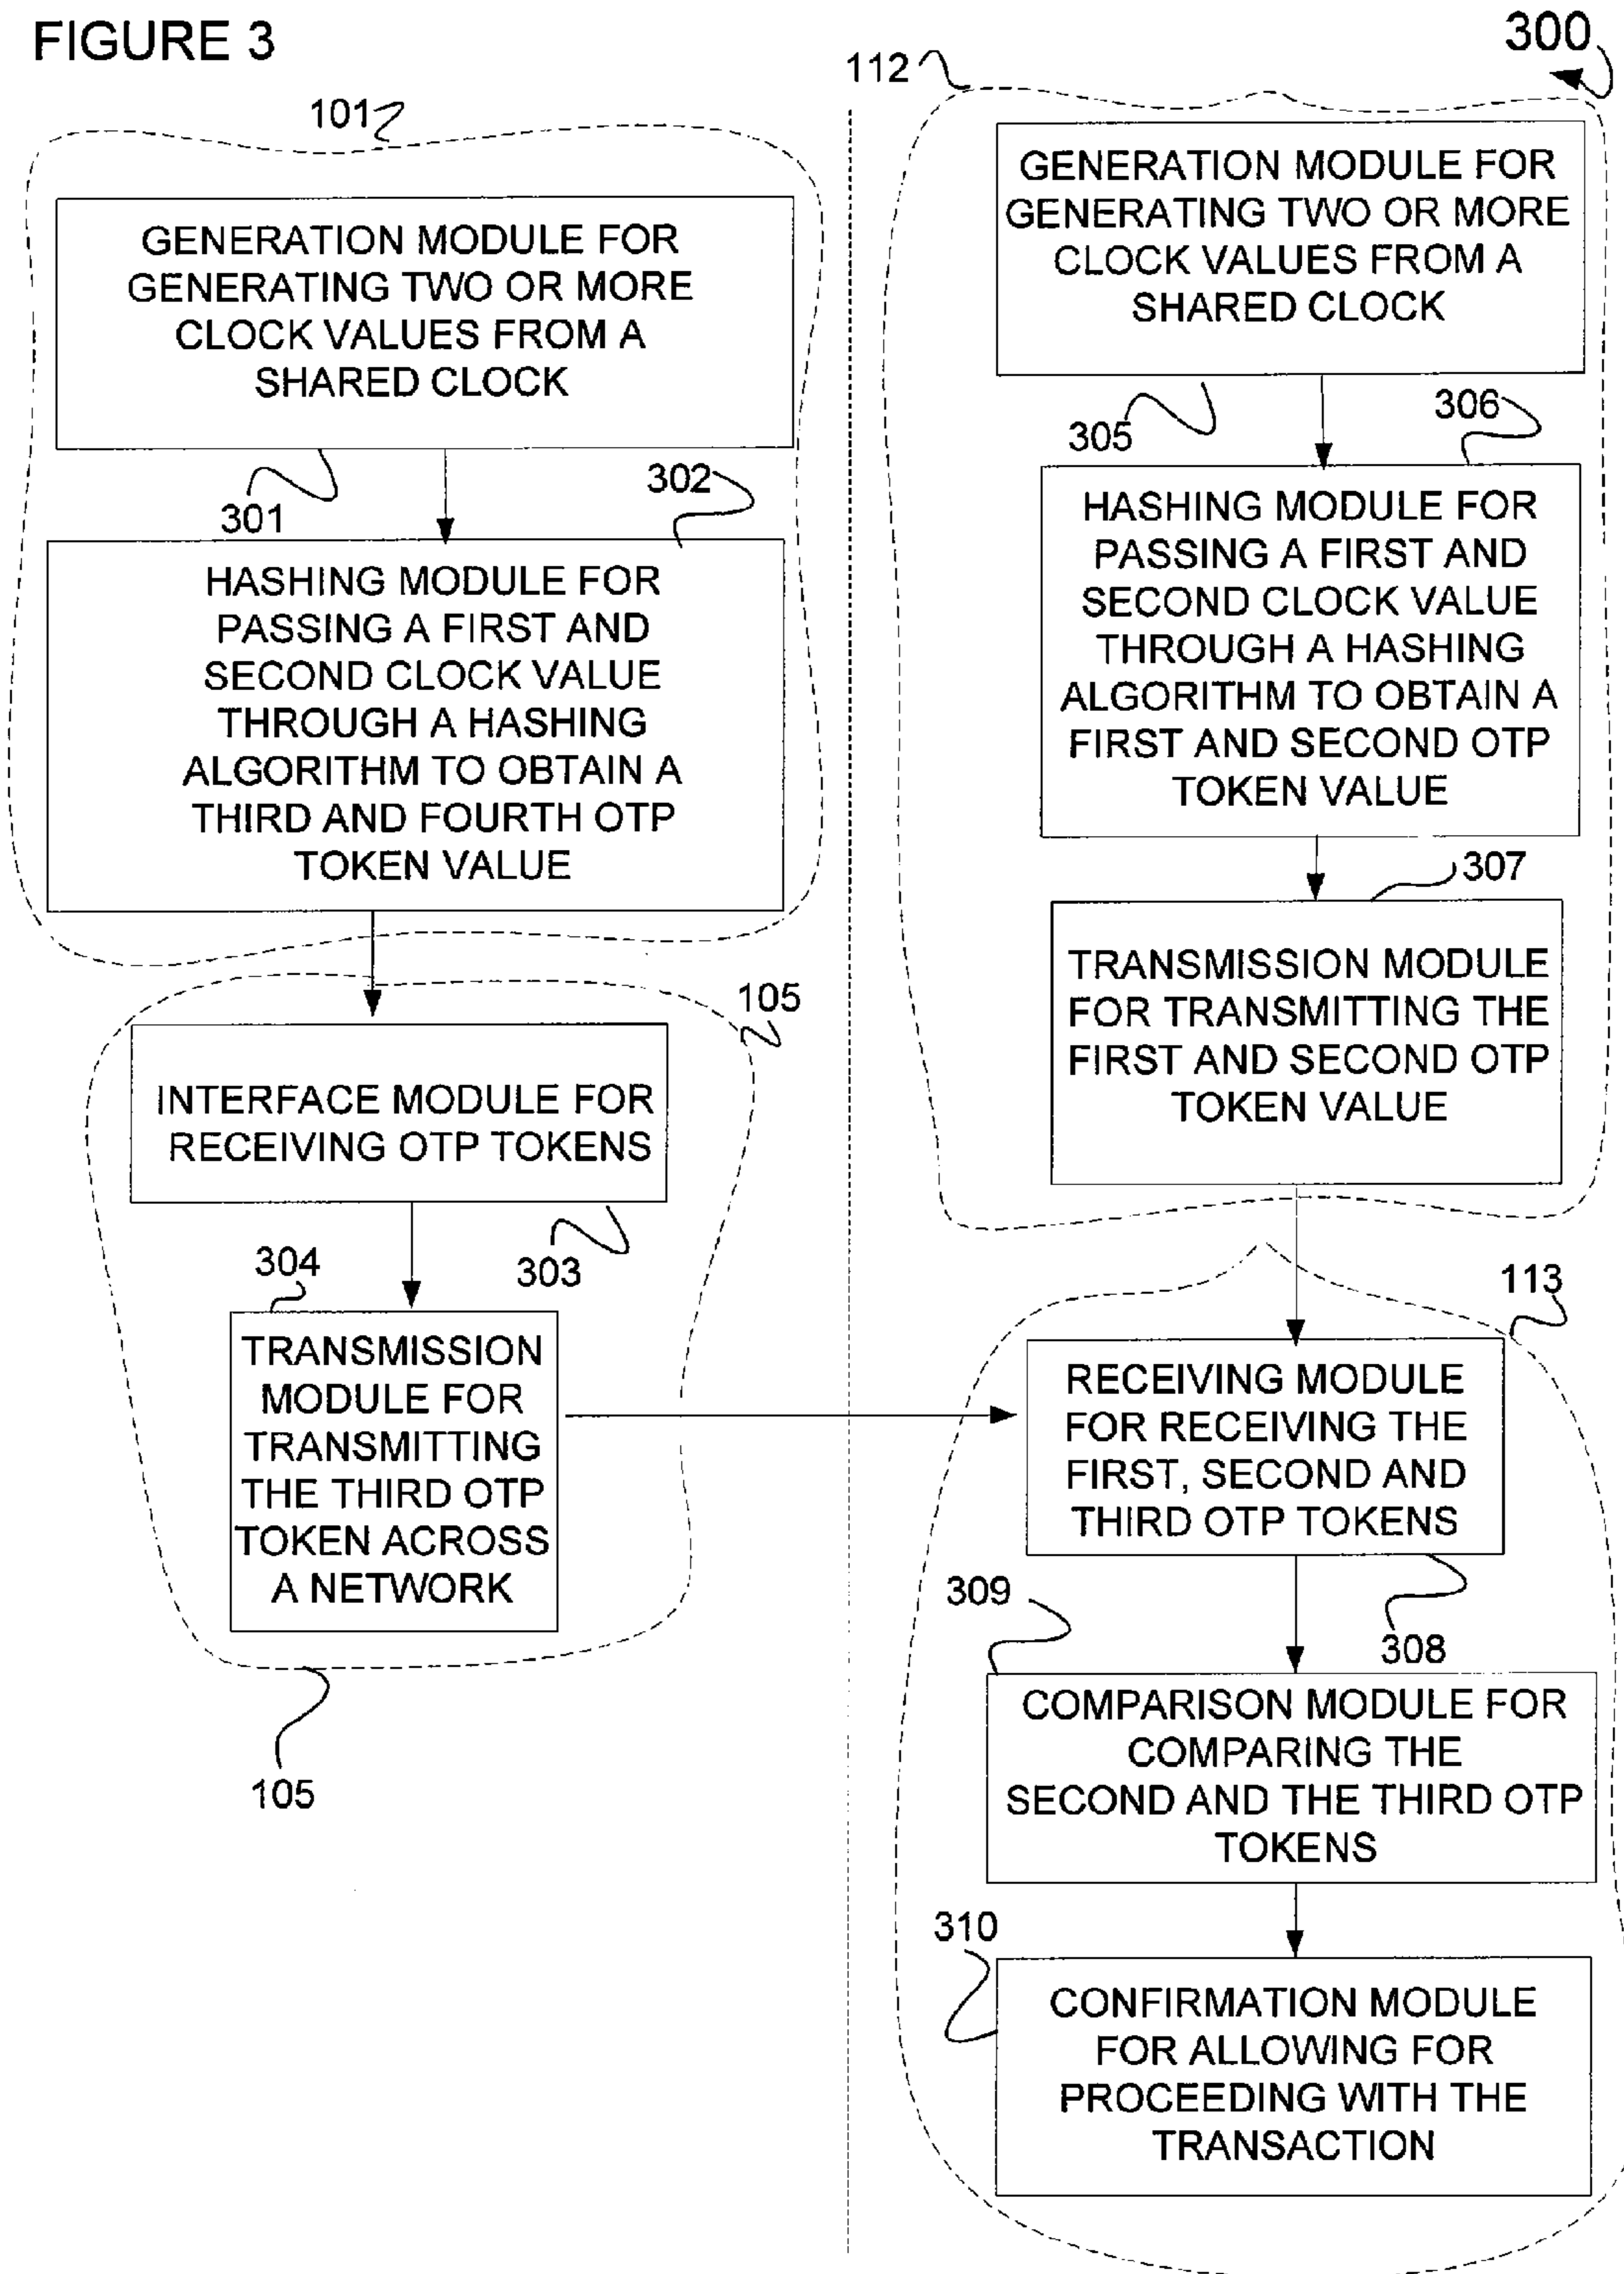 FIGURE 3
300
101
GENERATION MODULE FOR
GENERATING TWO OR MORE
CLOCK VALUES FROM A
SHARED CLOCK
301
302
HASHING MODULE FOR
PASSING A FIRST AND
SECOND CLOCK VALUE
THROUGH A HASHING
ALGORITHM TO OBTAIN A
THIRD AND FOURTH OTP
TOKEN VALUE
105
INTERFACE MODULE FOR
RECEIVING OTP TOKENS
303
304
TRANSMISSION
MODULE FOR
TRANSMITTING
THE THIRD OTP
TOKEN ACROSS
A NETWORK
105
112
GENERATION MODULE FOR
GENERATING TWO OR MORE
CLOCK VALUES FROM A
SHARED CLOCK
305
306
HASHING MODULE FOR
PASSING A FIRST AND
SECOND CLOCK VALUE
THROUGH A HASHING
ALGORITHM TO OBTAIN A
FIRST AND SECOND OTP
TOKEN VALUE
307
TRANSMISSION MODULE
FOR TRANSMITTING THE
FIRST AND SECOND OTP
TOKEN VALUE
113
RECEIVING MODULE
FOR RECEIVING THE
FIRST, SECOND AND
THIRD OTP TOKENS
308
309
COMPARISON MODULE FOR
COMPARING THE
SECOND AND THE THIRD OTP
TOKENS
310
CONFIRMATION MODULE
FOR ALLOWING FOR
PROCEEDING WITH THE
TRANSACTION